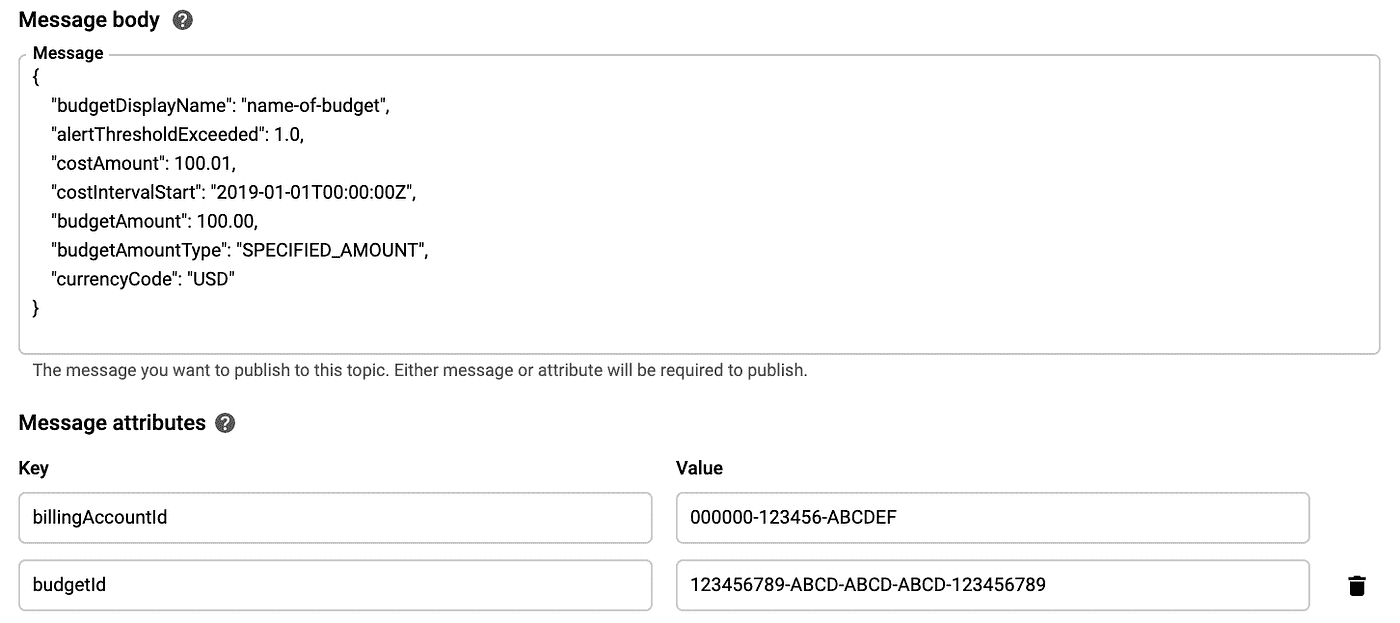 Message body
Message
{
"budgetDisplayName": "name-of-budget",
"alertThresholdExceeded": 1.0,
"costAmount": 100.01,
"costIntervalStart": "2019-01-01T00:00:00Z",
"budgetAmount": 100.00,
"budgetAmountType": "SPECIFIED_AMOUNT",
"currencyCode": "USD"
}
The message you want to publish to this topic. Either message or attribute will be required to publish.
Message attributes
Key Value
billingAccountId 000000-123456-ABCDEF
budgetId 123456789-ABCD-ABCD-ABCD-123456789